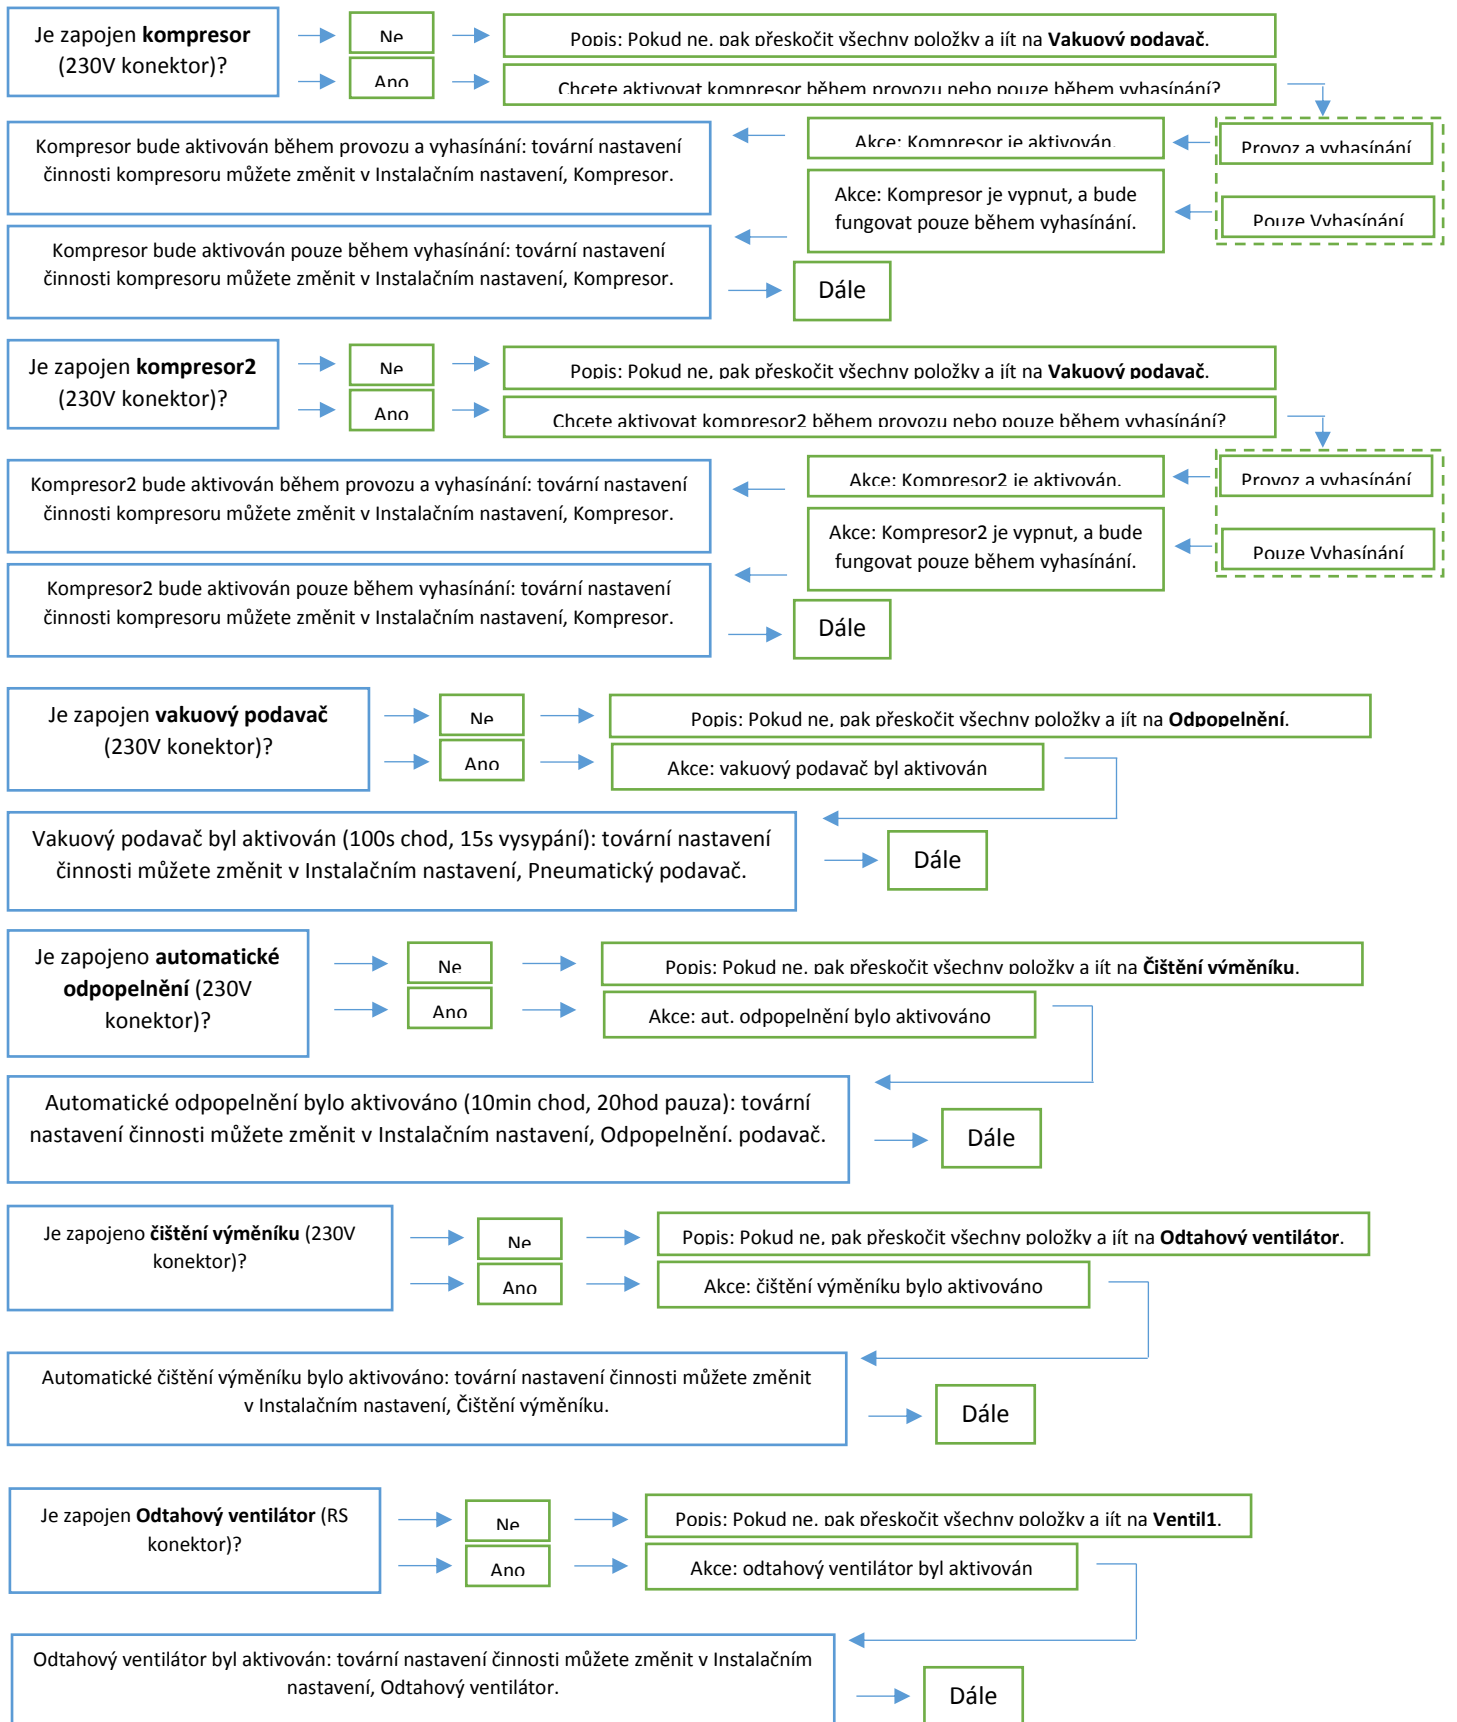 Je zapojen kompresor
(230V konektor)?
Ne
Popis: Pokud ne, pak přeskočit všechny položky a jít na Vakuový podavač.
Ano
Chcete aktivovat kompresor během provozu nebo pouze během vyhasínání?
Kompresor bude aktivován během provozu a vyhasínání: tovární nastavení
činnosti kompresoru můžete změnit v Instalačním nastavení, Kompresor.
Akce: Kompresor je aktivován.
Provoz a vyhasínání
Akce: Kompresor je vypnut, a bude
fungovat pouze během vyhasínání.
Pouze Vyhasínání
Kompresor bude aktivován pouze během vyhasínání: tovární nastavení
činnosti kompresoru můžete změnit v Instalačním nastavení, Kompresor.
Dále
Je zapojen kompresor2
(230V konektor)?
Ne
Popis: Pokud ne, pak přeskočit všechny položky a jít na Vakuový podavač.
Ano
Chcete aktivovat kompresor2 během provozu nebo pouze během vyhasínání?
Kompresor2 bude aktivován během provozu a vyhasínání: tovární nastavení
činnosti kompresoru můžete změnit v Instalačním nastavení, Kompresor.
Akce: Kompresor2 je aktivován.
Provoz a vyhasínání
Akce: Kompresor2 je vypnut, a bude
fungovat pouze během vyhasínání.
Pouze Vyhasínání
Kompresor2 bude aktivován pouze během vyhasínání: tovární nastavení
činnosti kompresoru můžete změnit v Instalačním nastavení, Kompresor.
Dále
Je zapojen vakuový podavač
(230V konektor)?
Ne
Popis: Pokud ne, pak přeskočit všechny položky a jít na Odpopelnění.
Ano
Akce: vakuový podavač byl aktivován
Vakuový podavač byl aktivován (100s chod, 15s vysypání): tovární nastavení
činnosti můžete změnit v Instalačním nastavení, Pneumatický podavač.
Dále
Je zapojeno automatické
odpopelnění (230V
konektor)?
Ne
Popis: Pokud ne, pak přeskočit všechny položky a jít na Čištění výměníku.
Ano
Akce: aut. odpopelnění bylo aktivováno
Automatické odpopelnění bylo aktivováno (10min chod, 20hod pauza): tovární
nastavení činnosti můžete změnit v Instalačním nastavení, Odpopelnění. podavač.
Dále
Je zapojeno čištění výměníku (230V
konektor)?
Ne
Popis: Pokud ne, pak přeskočit všechny položky a jít na Odtahový ventilátor.
Ano
Akce: čištění výměníku bylo aktivováno
Automatické čištění výměníku bylo aktivováno: tovární nastavení činnosti můžete změnit
v Instalačním nastavení, Čištění výměníku.
Dále
Je zapojen Odtahový ventilátor (RS
konektor)?
Ne
Popis: Pokud ne, pak přeskočit všechny položky a jít na Ventil1.
Ano
Akce: odtahový ventilátor byl aktivován
Odtahový ventilátor byl aktivován: tovární nastavení činnosti můžete změnit v Instalačním
nastavení, Odtahový ventilátor.
Dále